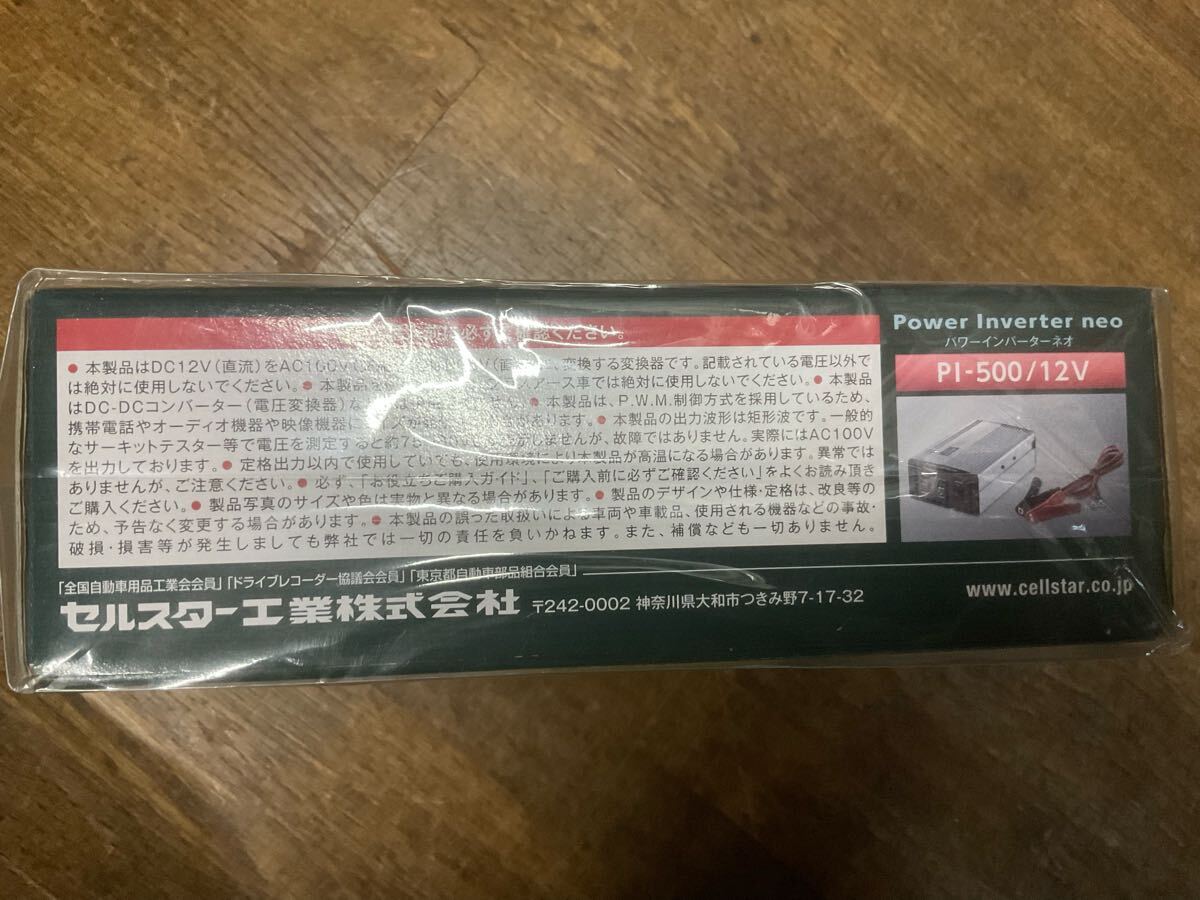 に必ずご確認ください。
● 本製品はDC12V(直流)をAC100V 変換する変換器です。記載されている電圧以外で
は絶対に使用しないでください。● 本製品を スアース車では絶対に使用しないでください。● 本製品
はDC-DCコンバーター(電圧変換器)な ● 本製品は、P.W.M.制御方式を採用しているため、
携帯電話やオーディオ機器や映像機器に があります。● 本製品の出力波形は矩形波です。一般的
なサーキットテスター等で電圧を測定すると約75 しませんが、故障ではありません。実際にはAC100V
を出力しております。● 定格出力以内で使用していても、使用環境により本製品が高温になる場合があります。異常では
ありませんが、ご注意ください。● 必ず、「お役立ちご購入ガイド」、「ご購入前に必ずご確認ください」をよくお読み頂き
ご購入ください。● 製品写真のサイズや色は実物と異なる場合があります。● 製品のデザインや仕様・定格は、改良等の
ため、予告なく変更する場合があります。● 本製品の誤った取扱いによる車両や車載品、使用される機器などの事故・
破損・損害等が発生しましても弊社では一切の責任を負いかねます。また、補償なども一切ありません。
「全国自動車用品工業会会員」「ドライブレコーダー協議会会員」「東京都自動車部品組合会員」
セルスター工業株式会社 〒242-0002 神奈川県大和市つきみ野7-17-32
Power Inverter neo
パワーインバーターネオ
PI-500/12V
www.cellstar.co.jp